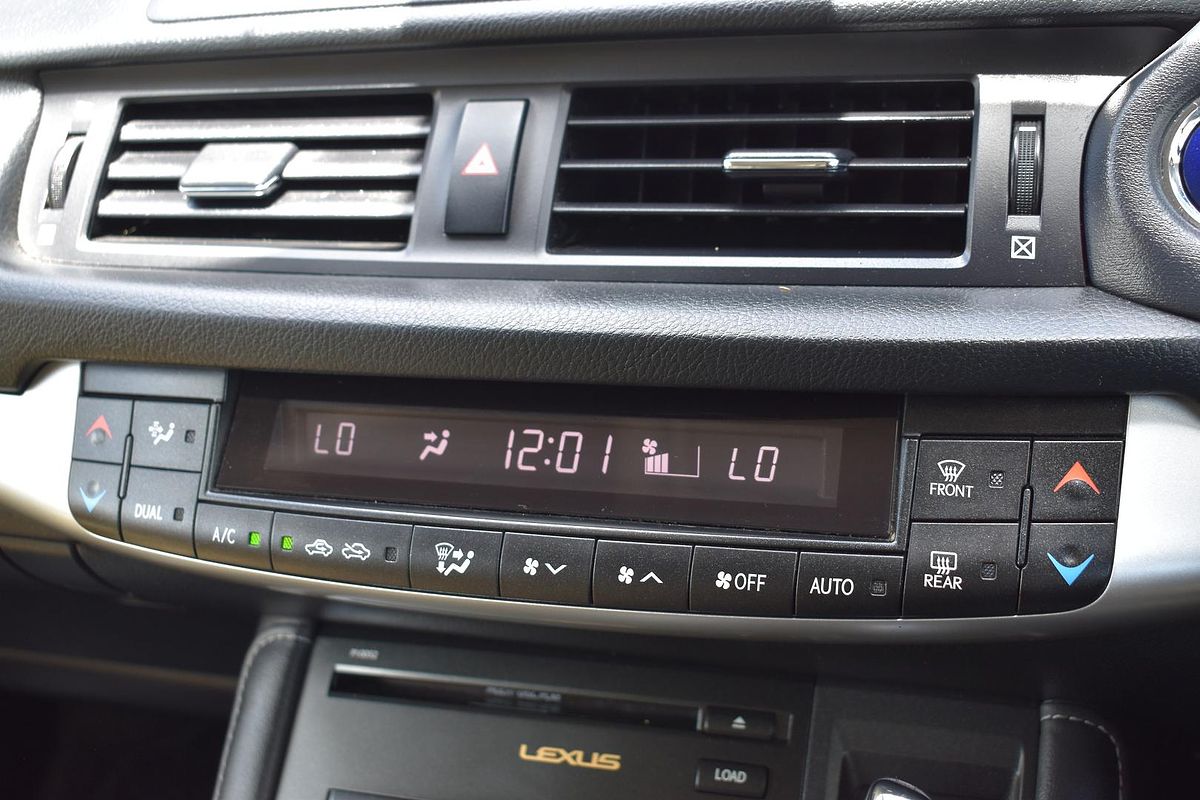 LO 12:01 LO
FRONT
DUAL
A/C
OFF
AUTO
REAR
LEXUS
LOAD